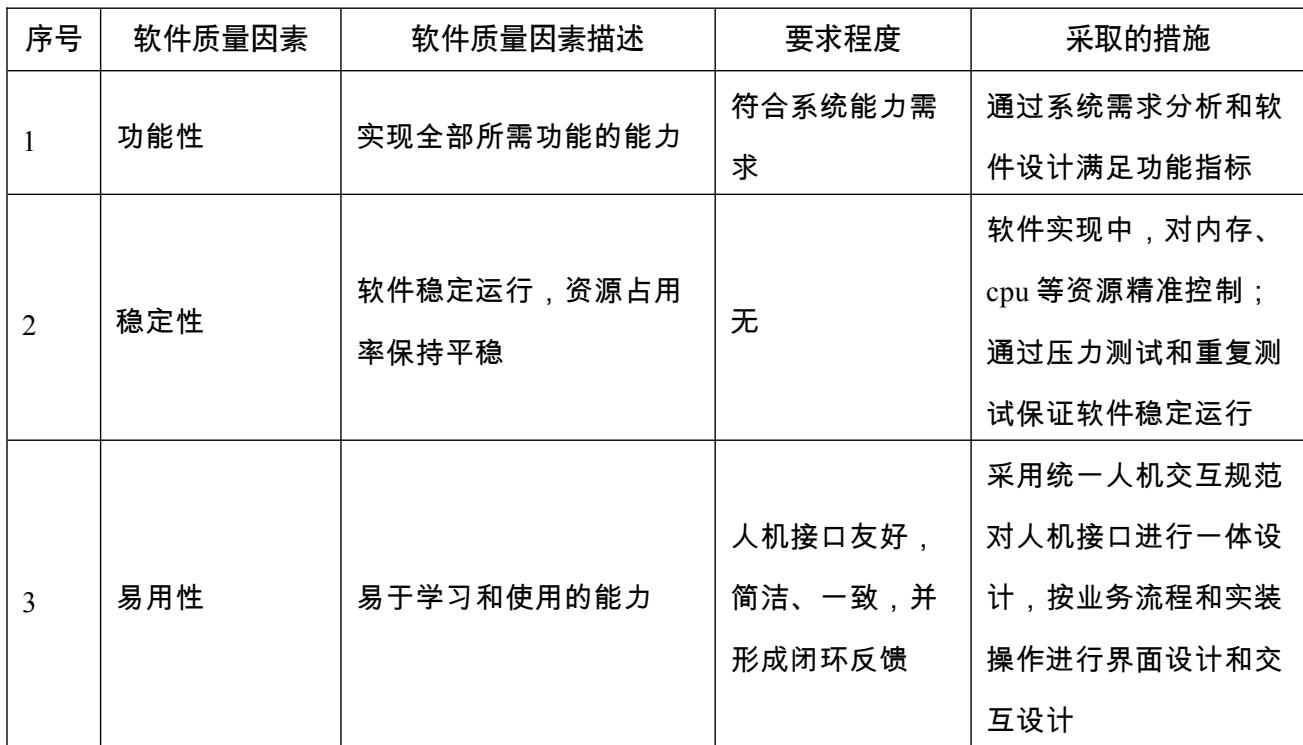 序号 软件质量因素 软件质量因素描述 要求程度 采取的措施
1 功能性 实现全部所需功能的能力 符合系统能力需
求
通过系统需求分析和软
件设计满足功能指标
2 稳定性 软件稳定运行，资源占用
率保持平稳
无
软件实现中，对内存、
cpu 等资源精准控制；
通过压力测试和重复测
试保证软件稳定运行
3 易用性 易于学习和使用的能力
人机接口友好，
简洁、一致，并
形成闭环反馈
采用统一人机交互规范
对人机接口进行一体设
计，按业务流程和实装
操作进行界面设计和交
互设计